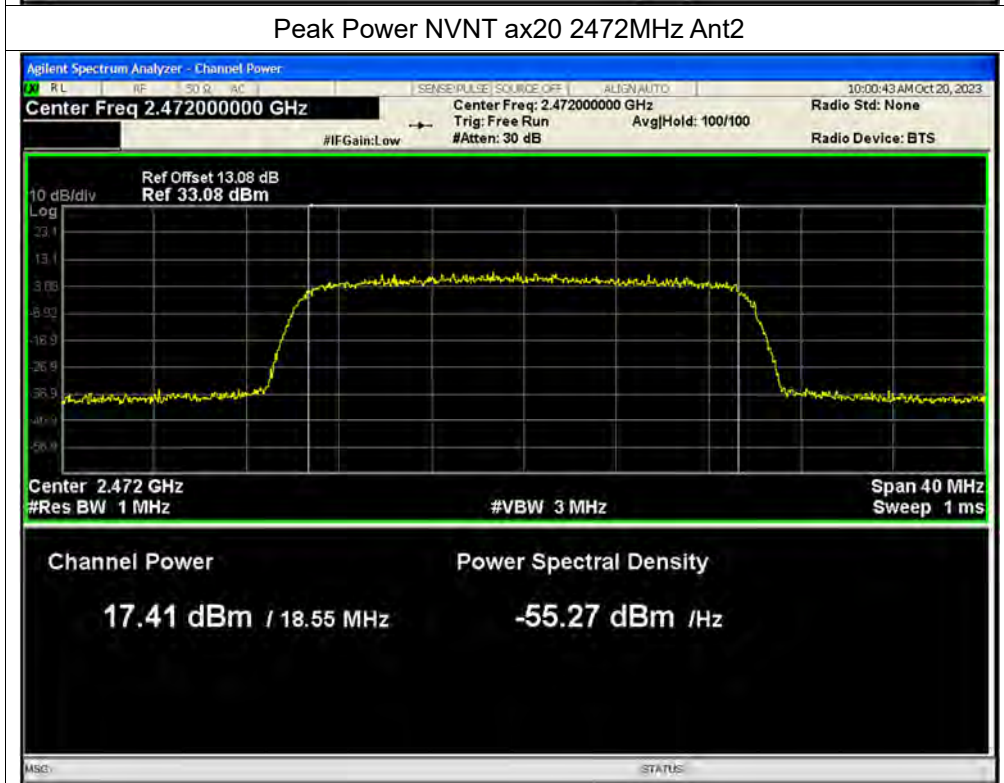 Peak Power NVNT ax20 2472MHz Ant2
Agilent Spectrum Analyzer - Channel Power
RL RF 50 Ω AC SENSE:PULSE SOURCE OFF ALIGN AUTO 10:00:43 AM Oct 20, 2023
Center Freq 2.472000000 GHz Center Freq: 2.472000000 GHz Radio Std: None
Trig: Free Run Avg|Hold: 100/100
#IFGain:Low #Atten: 30 dB Radio Device: BTS
Ref Offset 13.08 dB
10 dB/div Ref 33.08 dBm
Log
23.1
13.1
3.08
-6.92
-16.9
-26.9
-36.9
-46.9
-56.9
Center 2.472 GHz Span 40 MHz
#Res BW 1 MHz #VBW 3 MHz Sweep 1 ms
Channel Power Power Spectral Density
17.41 dBm / 18.55 MHz -55.27 dBm /Hz
MSG STATUS